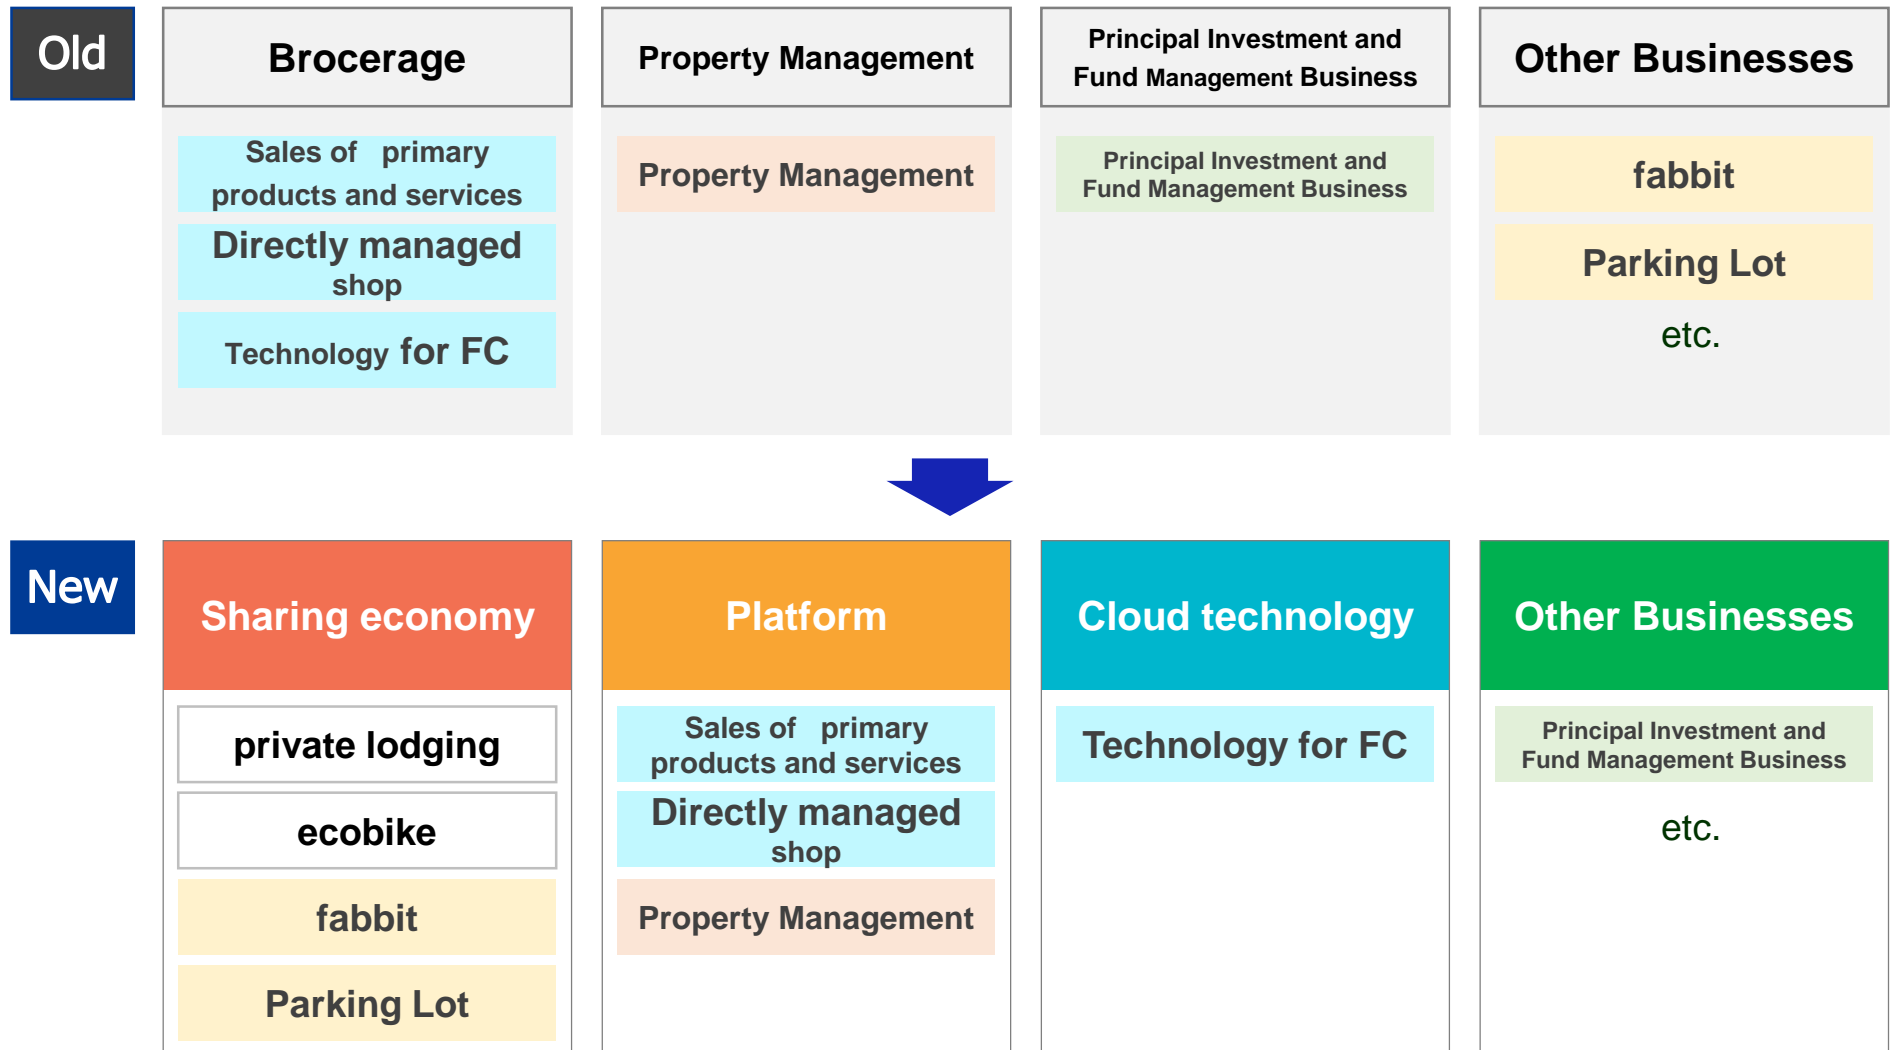 Old
Brocerage
Property Management
Principal Investment and
Fund Management Business
Other Businesses
Sales of primary
products and services
Directly managed
shop
Technology for FC
Property Management
Principal Investment and
Fund Management Business
fabbit
Parking Lot
etc.
New
Sharing economy
Platform
Cloud technology
Other Businesses
private lodging
ecobike
fabbit
Parking Lot
Sales of primary
products and services
Directly managed
shop
Property Management
Technology for FC
Principal Investment and
Fund Management Business
etc.